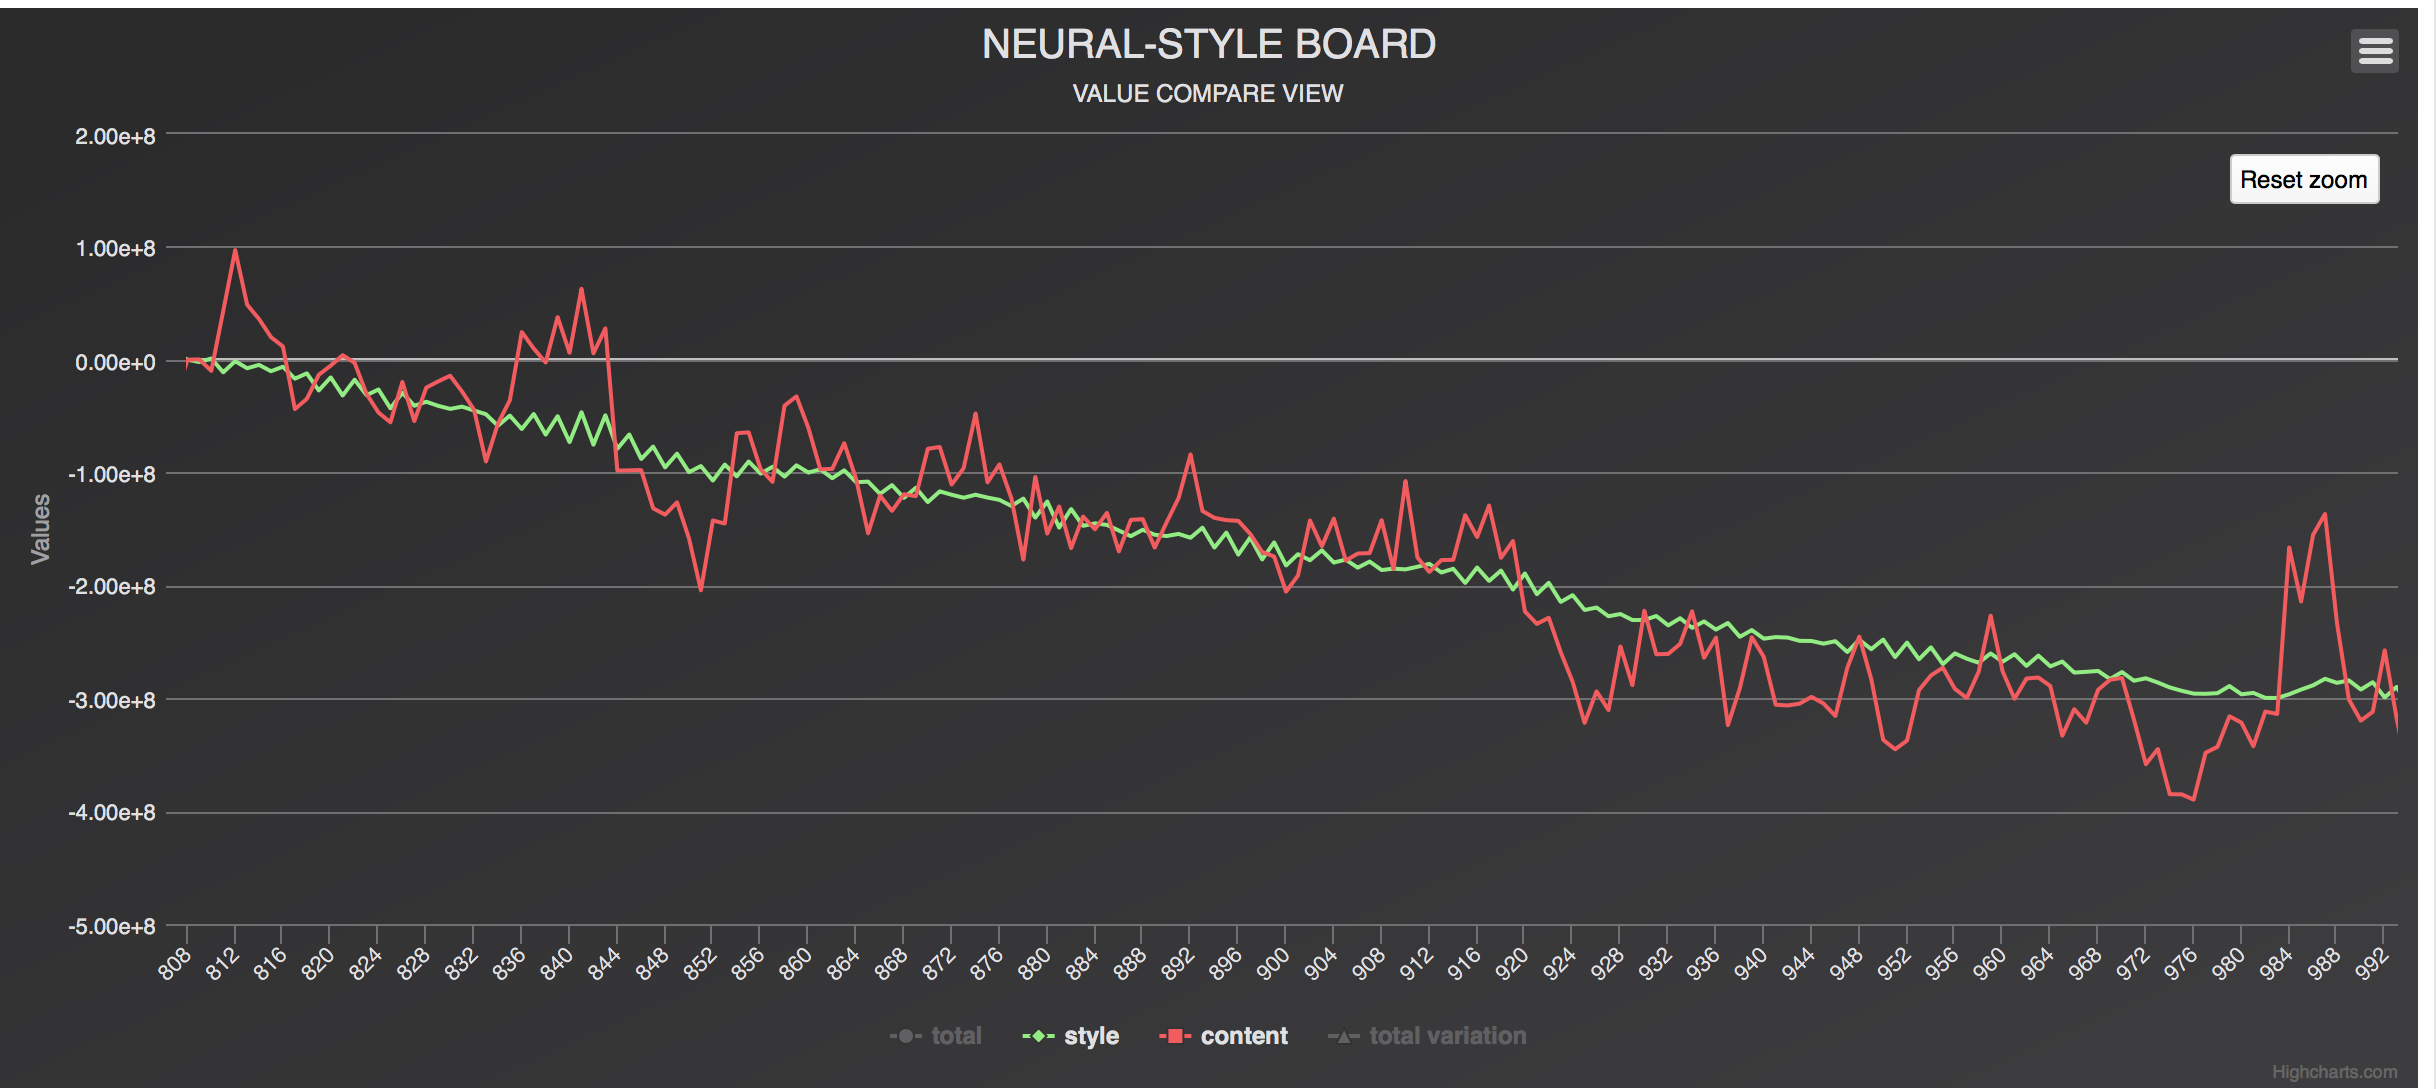 NEURAL-STYLE BOARD
VALUE COMPARE VIEW
Reset zoom
2.00e+8
1.00e+8
0.00e+0
-1.00e+8
-2.00e+8
-3.00e+8
-4.00e+8
-5.00e+8
Values
808 812 816 820 824 828 832 836 840 844 848 852 856 860 864 868 872 876 880 884 888 892 896 900 904 908 912 916 920 924 928 932 936 940 944 948 952 956 960 964 968 972 976 980 984 988 992
total style content total variation
Highcharts.com